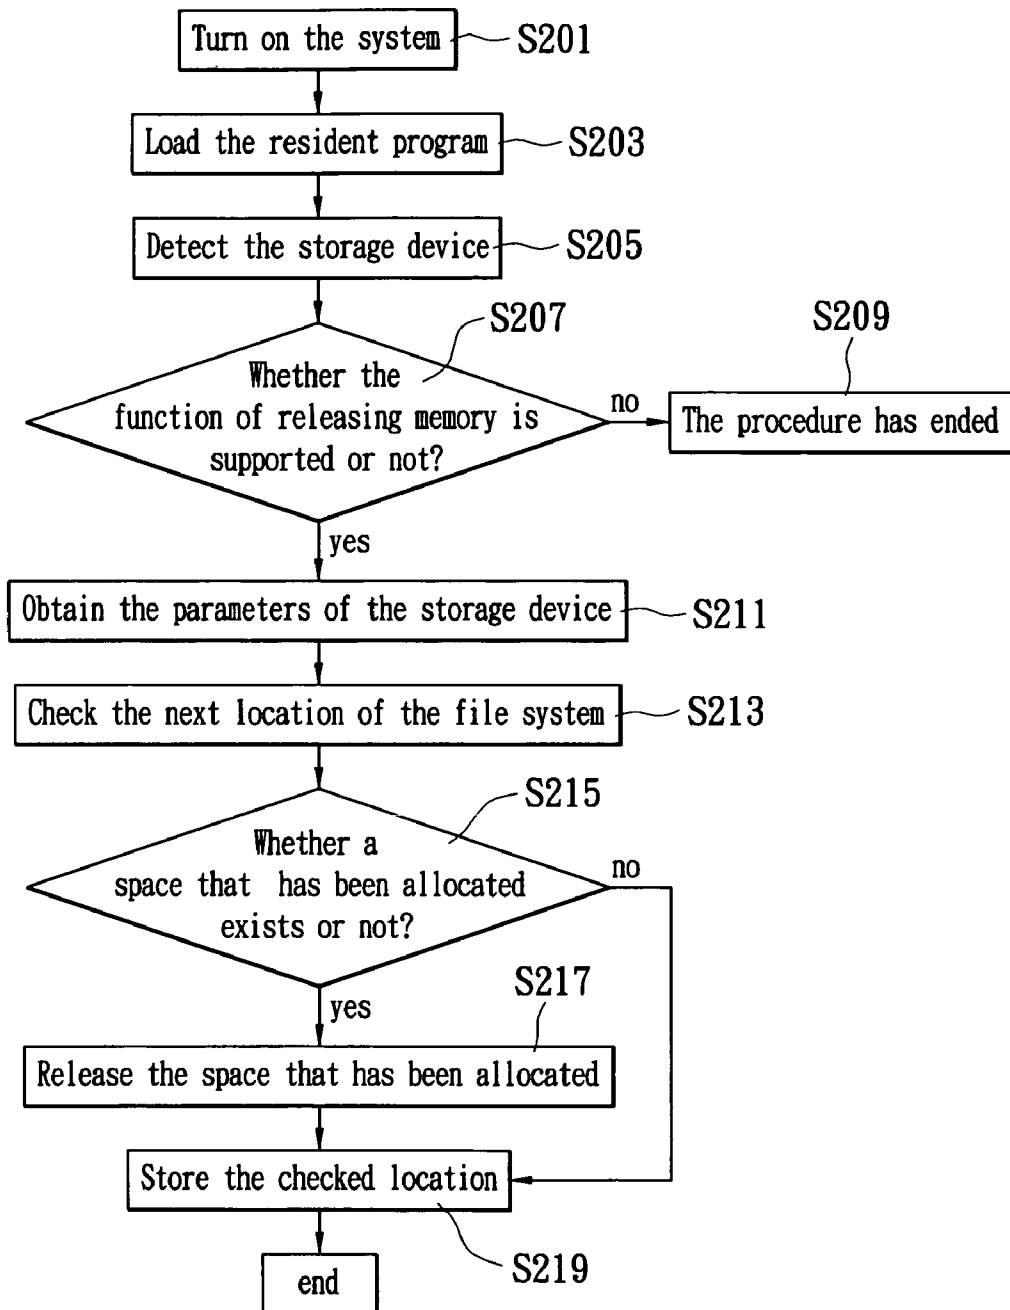 Turn on the system
S201
Load the resident program
S203
Detect the storage device
S205
S207
S209
Whether the
function of releasing memory is
supported or not?
no
The procedure has ended
yes
Obtain the parameters of the storage device
S211
Check the next location of the file system
S213
S215
Whether a
space that has been allocated
exists or not?
no
yes
S217
Release the space that has been allocated
Store the checked location
S219
end